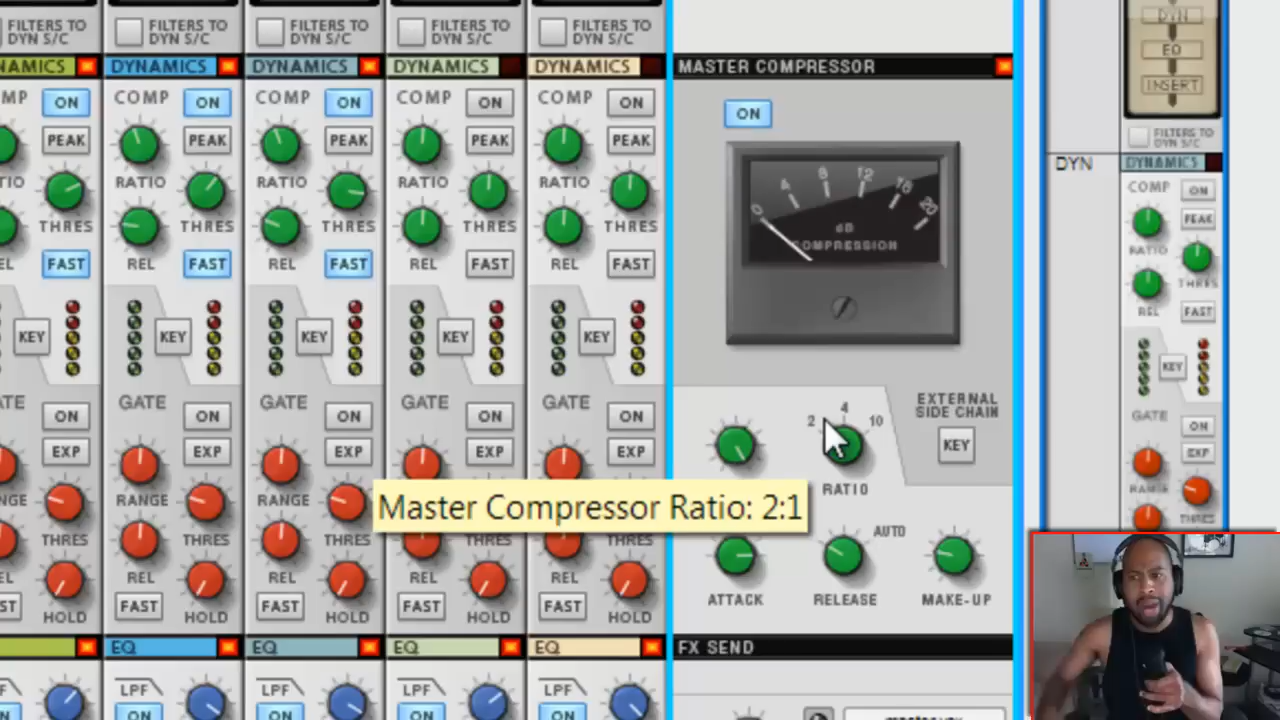 FILTERS TO DYN S/C
FILTERS TO DYN S/C
FILTERS TO DYN S/C
FILTERS TO DYN S/C
FILTERS TO DYN S/C
DYNAMICS
DYNAMICS
DYNAMICS
DYNAMICS
MASTER COMPRESSOR
ON
COMP ON
COMP ON
COMP ON
COMP ON
ON
PEAK
PEAK
PEAK
PEAK
PEAK
RATIO
RATIO
RATIO
RATIO
THRES
THRES
THRES
THRES
THRES
REL
REL
REL
REL
FAST
FAST
FAST
FAST
FAST
KEY
KEY
KEY
KEY
KEY
GATE
GATE
GATE
GATE
ON
ON
ON
ON
ON
EXP
EXP
EXP
EXP
EXP
RANGE
RANGE
THRES
THRES
THRES
REL
REL
REL
REL
HOLD
HOLD
HOLD
HOLD
HOLD
FAST
FAST
FAST
FAST
EQ
EQ
EQ
EQ
LPF
LPF
LPF
LPF
ON
ON
ON
ON
0 4 8 12 16 20
dB
COMPRESSION
2 4 10
RATIO
EXTERNAL
SIDE CHAIN
KEY
Master Compressor Ratio: 2:1
AUTO
ATTACK
RELEASE
MAKE-UP
FX SEND
DYN
EQ
INSERT
FILTERS TO
DYN S/C
DYN
DYNAMICS
COMP
ON
PEAK
RATIO
THRES
REL
FAST
KEY
GATE
ON
EXP
RANGE
THRES